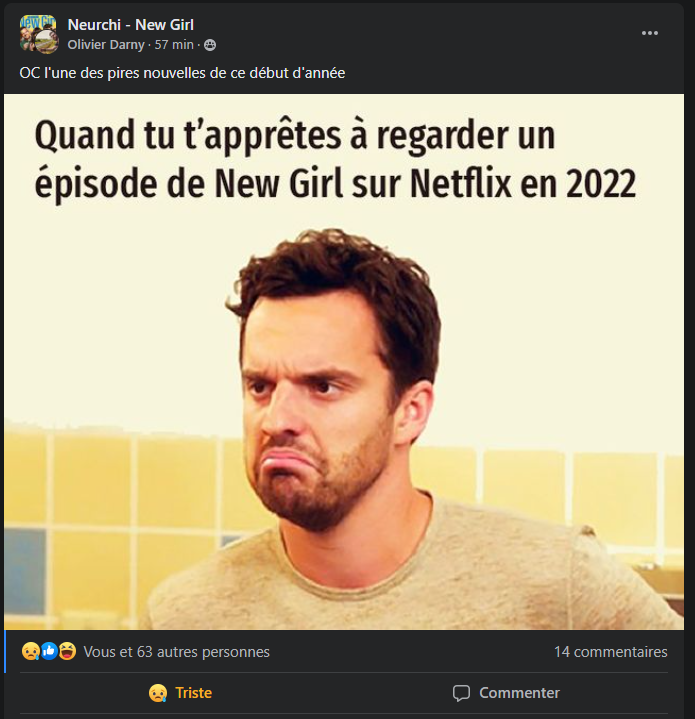 Neurchi - New Girl
Olivier Darny · 57 min ·
OC l'une des pires nouvelles de ce début d'année
Quand tu t'apprêtes à regarder un
épisode de New Girl sur Netflix en 2022
Vous et 63 autres personnes
14 commentaires
Triste
Commenter